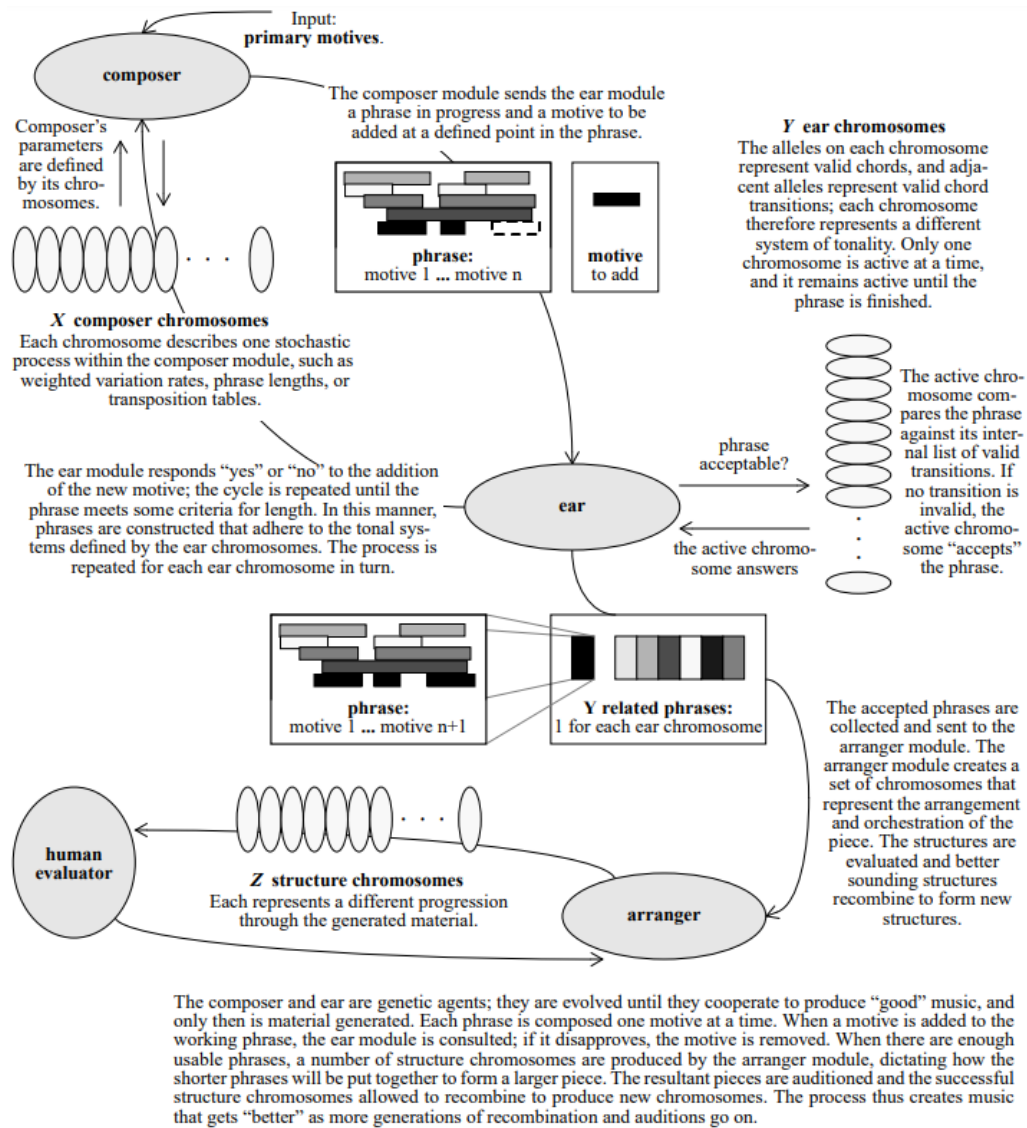 Input:
primary motives.
composer
The composer module sends the ear module
a phrase in progress and a motive to be
added at a defined point in the phrase.
Composer's
parameters
are defined
by its chro-
mosomes.
phrase:
motive 1 ... motive n
motive
to add
Y ear chromosomes
The alleles on each chromosome
represent valid chords, and adja-
cent alleles represent valid chord
transitions; each chromosome
therefore represents a different
system of tonality. Only one
chromosome is active at a time,
and it remains active until the
phrase is finished.
. . .
X composer chromosomes
Each chromosome describes one stochastic
process within the composer module, such as
weighted variation rates, phrase lengths, or
transposition tables.
The active chro-
mosome com-
pares the phrase
against its inter-
nal list of valid
transitions. If
no transition is
invalid, the
active chromo-
some “accepts”
the phrase.
phrase
acceptable?
ear
the active chromo-
some answers
.
.
.
The ear module responds “yes” or “no” to the addition
of the new motive; the cycle is repeated until the
phrase meets some criteria for length. In this manner,
phrases are constructed that adhere to the tonal sys-
tems defined by the ear chromosomes. The process is
repeated for each ear chromosome in turn.
phrase:
motive 1 ... motive n+1
Y related phrases:
1 for each ear chromosome
The accepted phrases are
collected and sent to the
arranger module. The
arranger module creates a
set of chromosomes that
represent the arrangement
and orchestration of the
piece. The structures are
evaluated and better
sounding structures
recombine to form new
structures.
. . .
human
evaluator
Z structure chromosomes
Each represents a different progression
through the generated material.
arranger
The composer and ear are genetic agents; they are evolved until they cooperate to produce “good” music, and
only then is material generated. Each phrase is composed one motive at a time. When a motive is added to the
working phrase, the ear module is consulted; if it disapproves, the motive is removed. When there are enough
usable phrases, a number of structure chromosomes are produced by the arranger module, dictating how the
shorter phrases will be put together to form a larger piece. The resultant pieces are auditioned and the successful
structure chromosomes allowed to recombine to produce new chromosomes. The process thus creates music
that gets “better” as more generations of recombination and auditions go on.